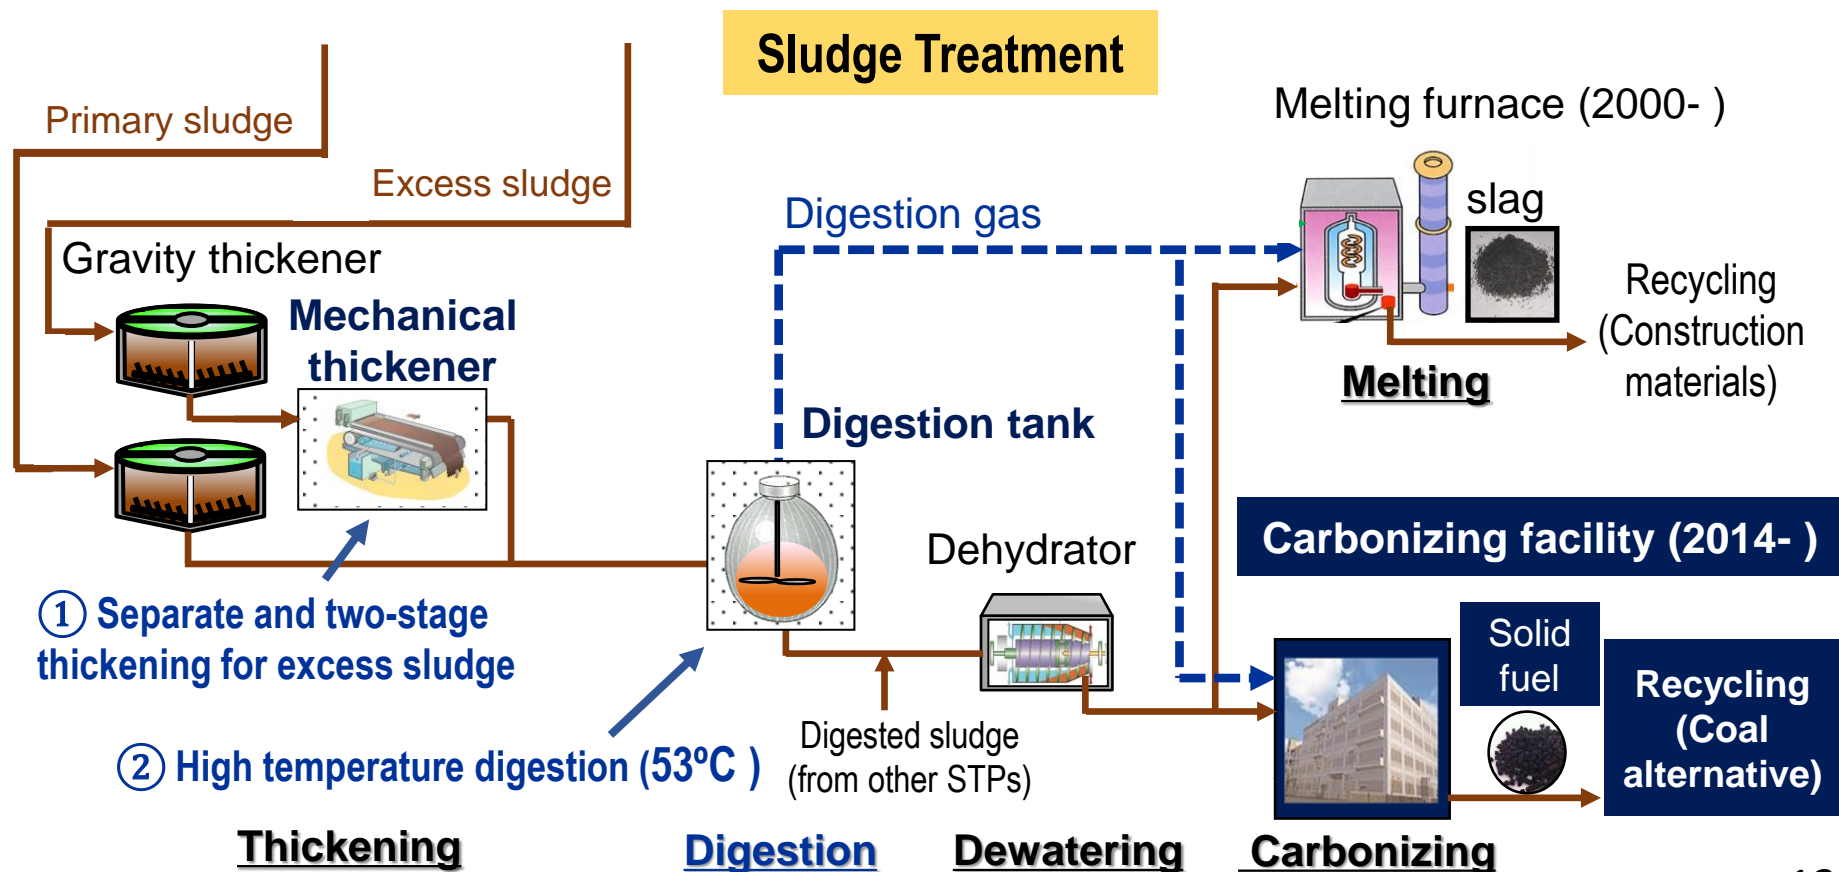 Sludge Treatment
Primary sludge
Excess sludge
Gravity thickener
Mechanical
thickener
① Separate and two-stage
thickening for excess sludge
② High temperature digestion (53ºC )
Digestion gas
Digestion tank
Dehydrator
Digested sludge
(from other STPs)
Melting furnace (2000- )
slag
Recycling
(Construction
materials)
Melting
Carbonizing facility (2014- )
Solid
fuel
Recycling
(Coal
alternative)
Thickening
Digestion
Dewatering
Carbonizing